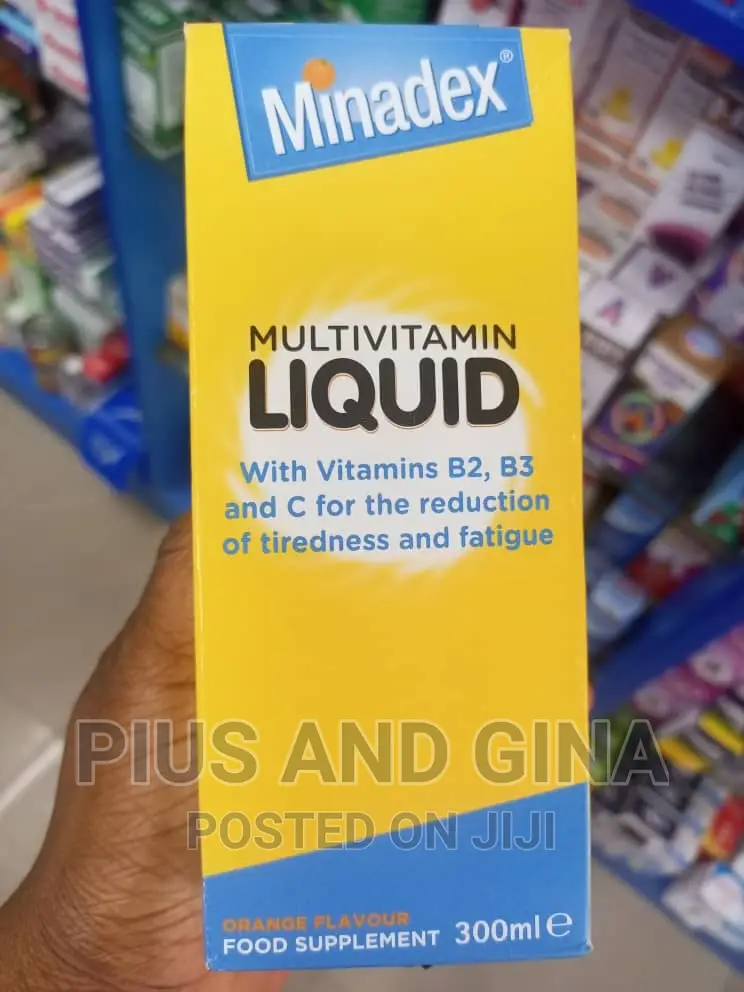 Minadex®
MULTIVITAMIN
LIQUID
With Vitamins B2, B3
and C for the reduction
of tiredness and fatigue
PIUS AND GINA
POSTED ON JIJI
ORANGE FLAVOUR
FOOD SUPPLEMENT 300ml℮